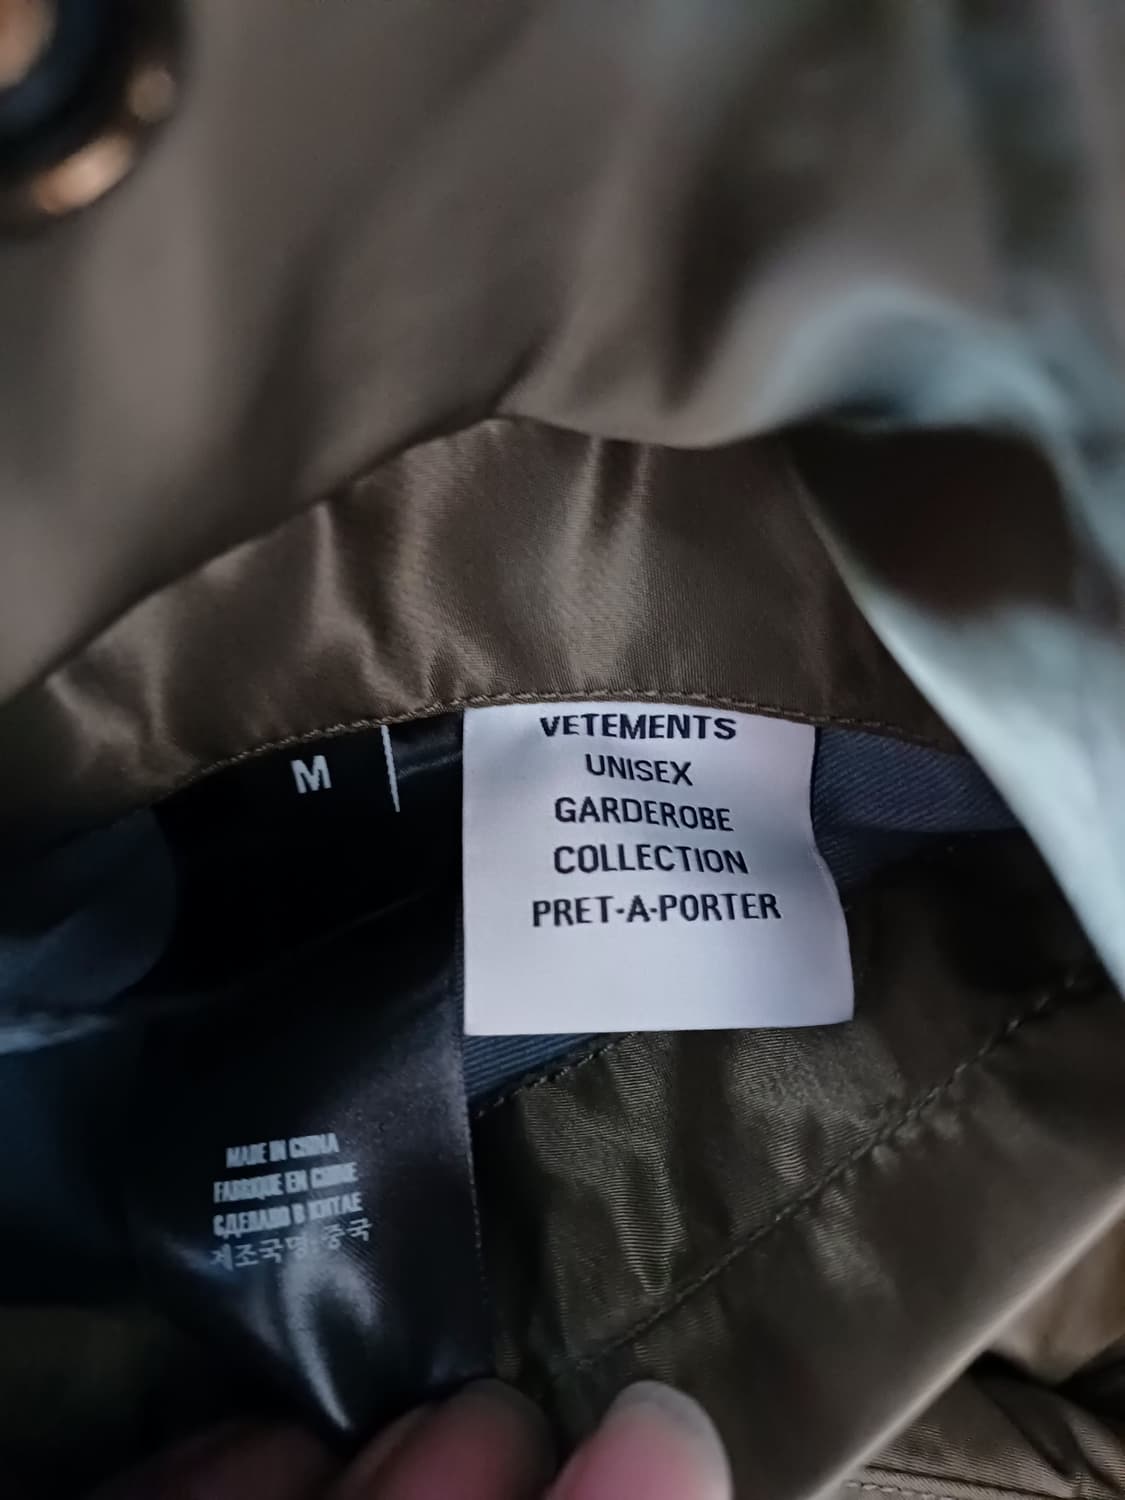 M
VETEMENTS
UNISEX
GARDEROBE
COLLECTION
PRET-A-PORTER
MADE IN CHINA
FABRIQUE EN CHINE
СДЕЛАНО В КИТАЕ
제조국명: 중국